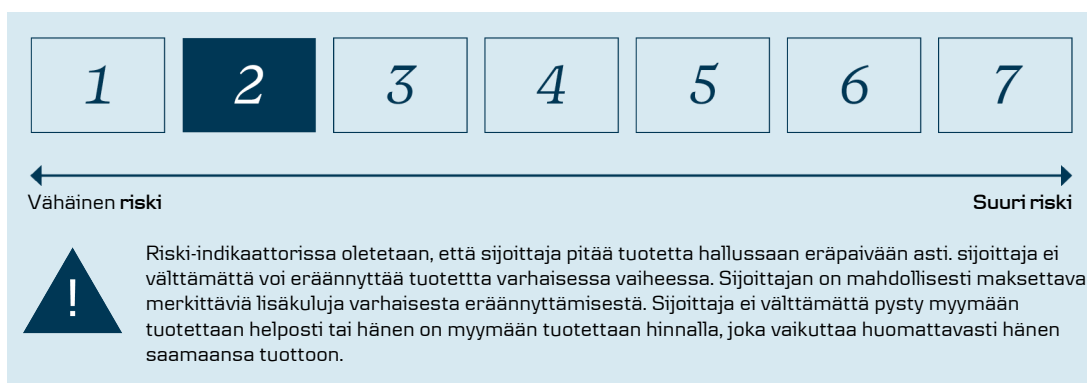 1 2 3 4 5 6 7
Vähäinen riski Suuri riski
! Riski-indikaattorissa oletetaan, että sijoittaja pitää tuotetta hallussaan eräpaivään asti. sijoittaja ei
välttämättä voi eräännyttää tuotettta varhaisessa vaiheessa. Sijoittajan on mahdollisesti maksettava
merkittäviä lisäkuluja varhaisesta eräännyttämisestä. Sijoittaja ei välttämättä pysty myymään
tuotettaan helposti tai hänen on myymään tuotettaan hinnalla, joka vaikuttaa huomattavasti hänen
saamaansa tuottoon.